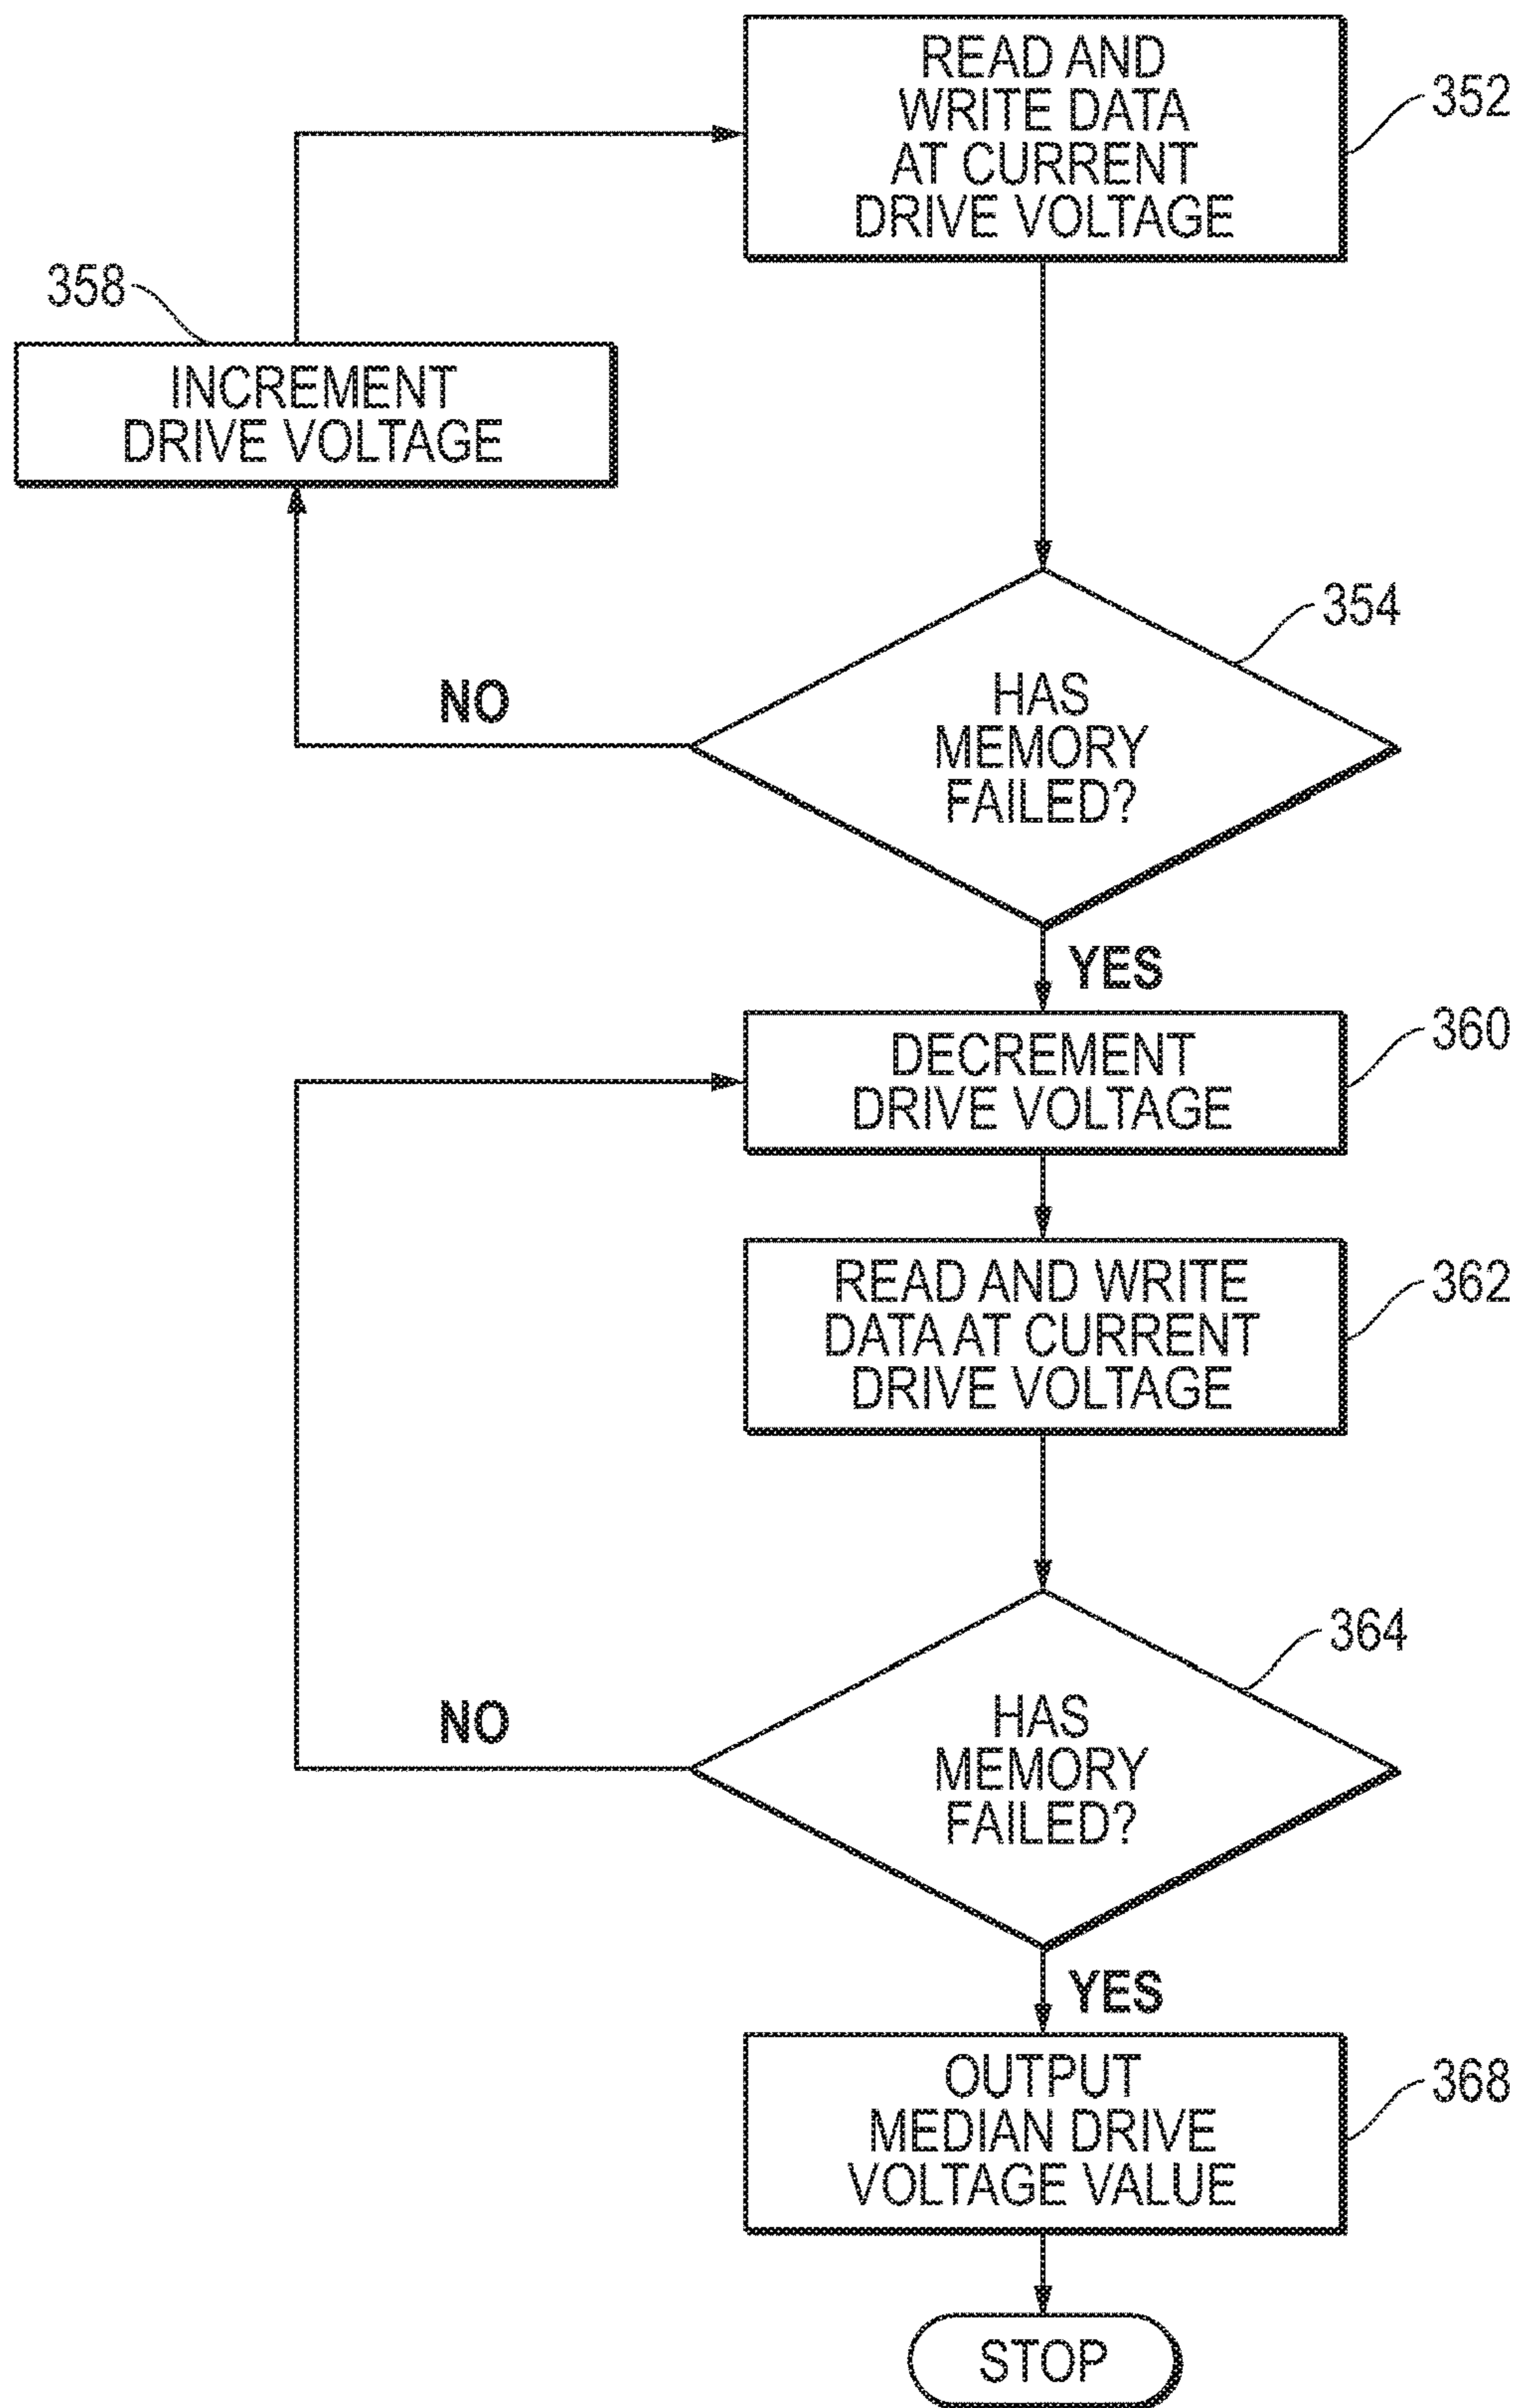 READ AND
WRITE DATA
AT CURRENT
DRIVE VOLTAGE
352
358
INCREMENT
DRIVE VOLTAGE
354
HAS
MEMORY
FAILED?
NO
YES
360
DECREMENT
DRIVE VOLTAGE
362
READ AND WRITE
DATA AT CURRENT
DRIVE VOLTAGE
364
HAS
MEMORY
FAILED?
NO
YES
368
OUTPUT
MEDIAN DRIVE
VOLTAGE VALUE
STOP